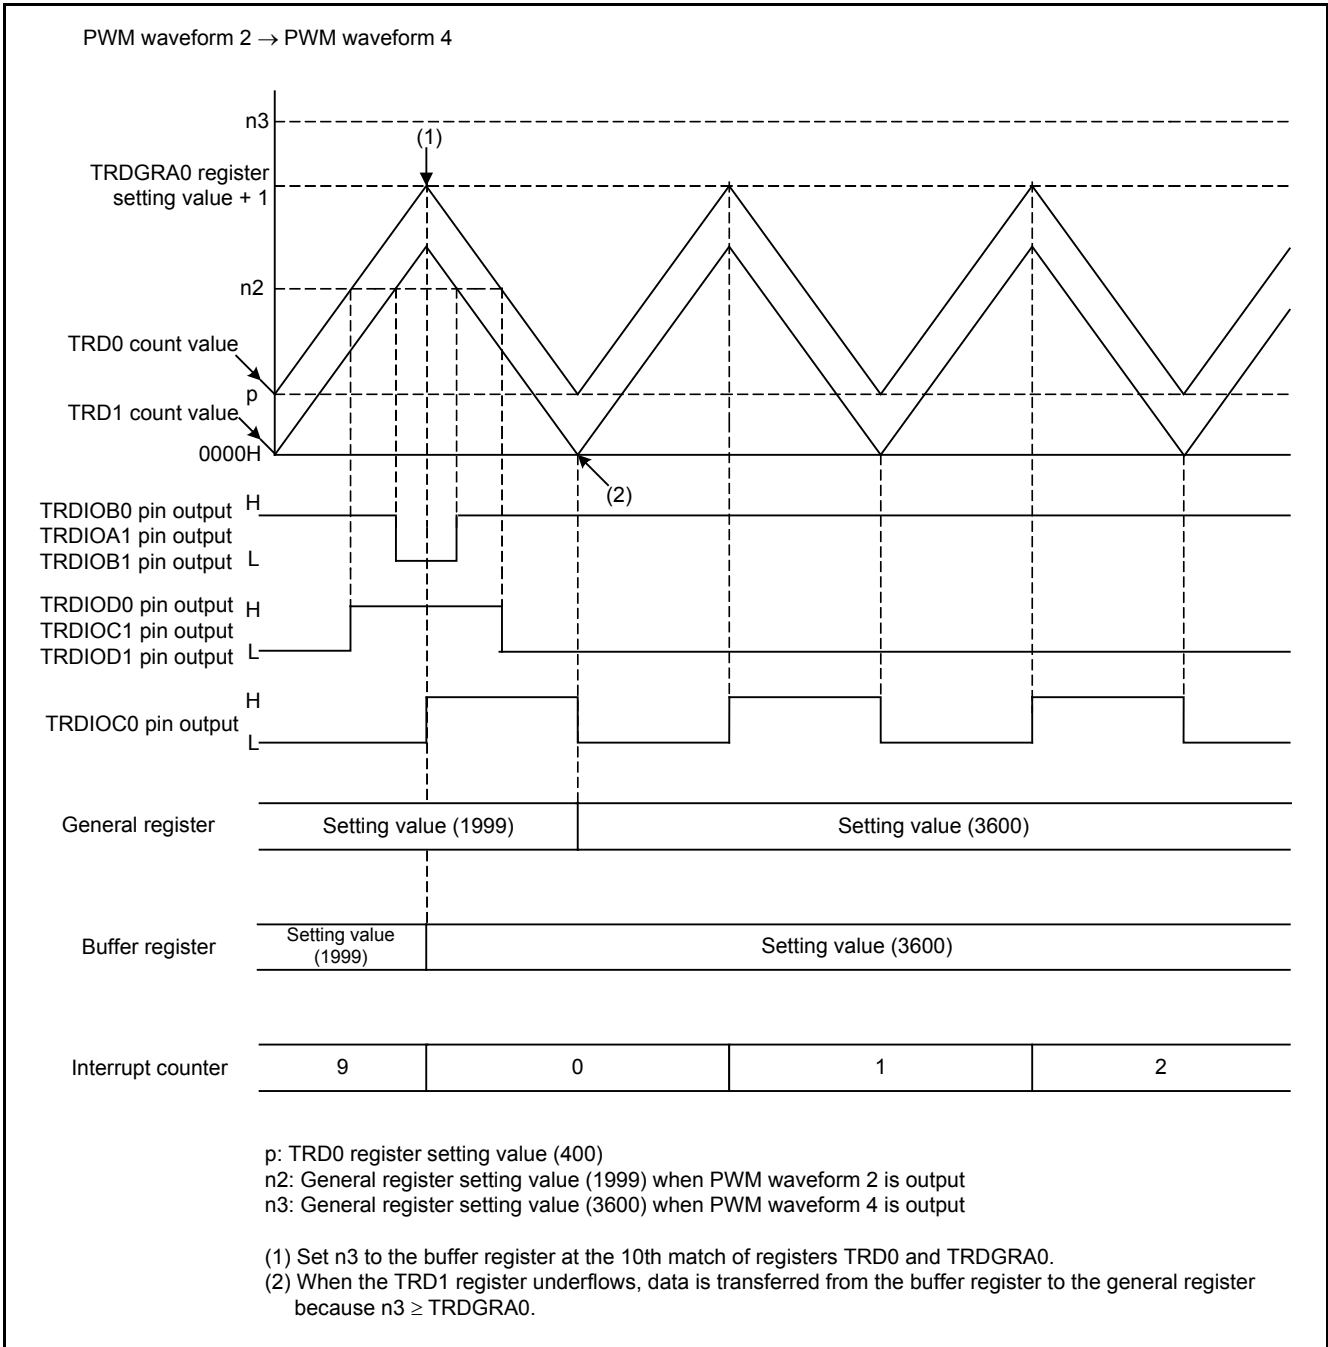 PWM waveform 2 → PWM waveform 4
n3
(1)
TRDGRA0 register
setting value + 1
n2
TRD0 count value
p
TRD1 count value
0000H
(2)
TRDIOB0 pin output H
TRDIOA1 pin output
TRDIOB1 pin output L
TRDIOD0 pin output H
TRDIOC1 pin output
TRDIOD1 pin output L
H
TRDIOC0 pin output
L
General register
Setting value (1999)
Setting value (3600)
Buffer register
Setting value
(1999)
Setting value (3600)
Interrupt counter
9
0
1
2
p: TRD0 register setting value (400)
n2: General register setting value (1999) when PWM waveform 2 is output
n3: General register setting value (3600) when PWM waveform 4 is output
(1) Set n3 to the buffer register at the 10th match of registers TRD0 and TRDGRA0.
(2) When the TRD1 register underflows, data is transferred from the buffer register to the general register
because n3 ≥ TRDGRA0.